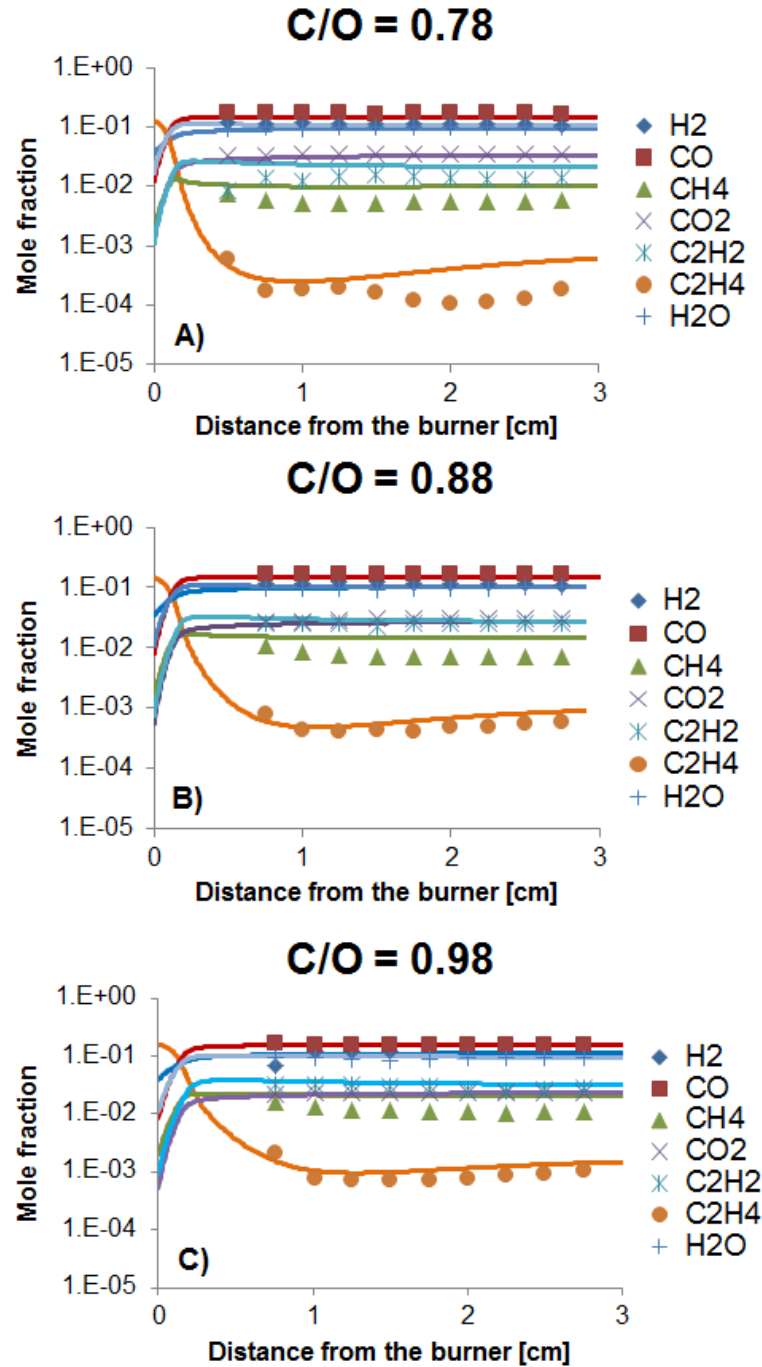 C/O = 0.78
1.E+00
1.E-01
1.E-02
1.E-03
1.E-04
1.E-05
Mole fraction
A)
0 1 2 3
Distance from the burner [cm]
H2
CO
CH4
CO2
C2H2
C2H4
H2O
C/O = 0.88
1.E+00
1.E-01
1.E-02
1.E-03
1.E-04
1.E-05
Mole fraction
B)
0 1 2 3
Distance from the burner [cm]
H2
CO
CH4
CO2
C2H2
C2H4
H2O
C/O = 0.98
1.E+00
1.E-01
1.E-02
1.E-03
1.E-04
1.E-05
Mole fraction
C)
0 1 2 3
Distance from the burner [cm]
H2
CO
CH4
CO2
C2H2
C2H4
H2O